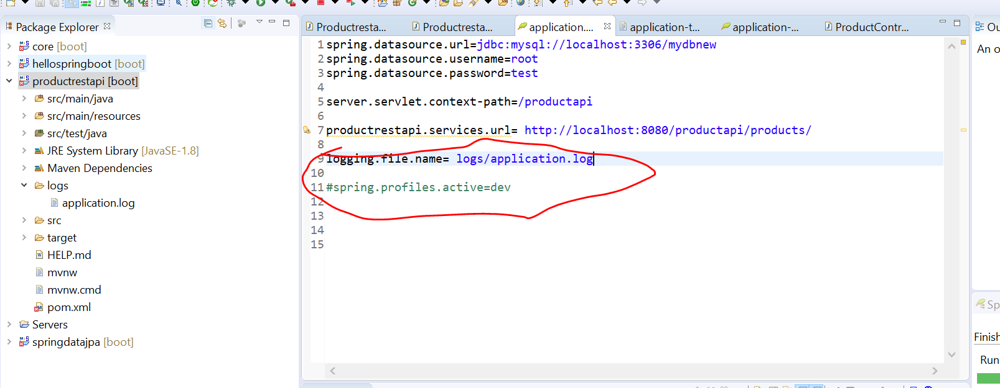 Package Explorer
core [boot]
hellospringboot [boot]
productrestapi [boot]
src/main/java
src/main/resources
src/test/java
JRE System Library [JavaSE-1.8]
Maven Dependencies
logs
application.log
src
target
HELP.md
mvnw
mvnw.cmd
pom.xml
Servers
springdatajpa [boot]
Productresta...
Productresta...
application....
application-t...
application-...
ProductContr...
1 spring.datasource.url=jdbc:mysql://localhost:3306/mydbnew
2 spring.datasource.username=root
3 spring.datasource.password=test
4
5 server.servlet.context-path=/productapi
6
7 productrestapi.services.url= http://localhost:8080/productapi/products/
8
9 logging.file.name= logs/application.log
10
11 #spring.profiles.active=dev
12
13
14
15
Ou
An o
Sp
Finish
Run